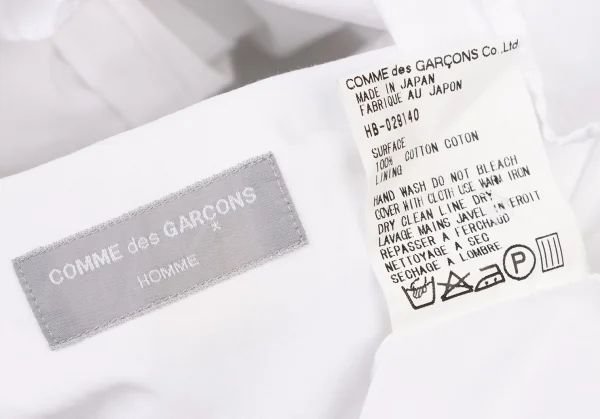 COMME des GARÇONS
*
HOMME
COMME des GARÇONS Co.,Ltd.
MADE IN JAPAN
FABRIQUE AU JAPON
HB-029140
SURFACE
100% COTTON COTON
LINING
HAND WASH DO NOT BLEACH
COVER WITH CLOTH USE WARM IRON
DRY CLEAN LINE DRY
LAVAGE MAINS JAVEL INTEROIT
REPASSER A FERCHAUD
NETTOYAGE A SEC
SECHAGE A LOMBRE
P